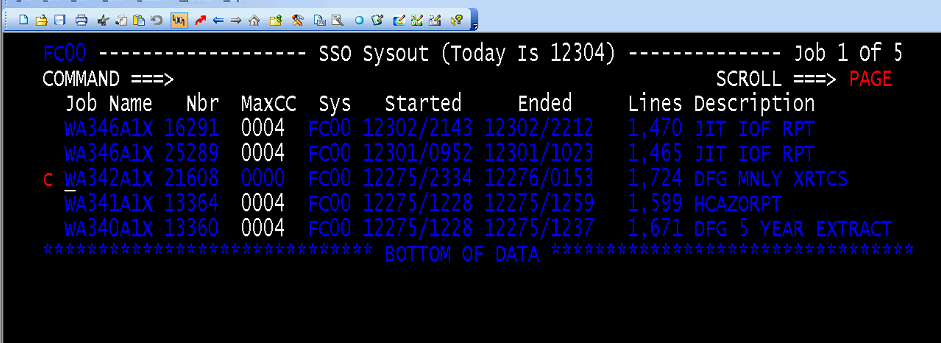 FC00 ------------------- SSO Sysout (Today Is 12304) -------------- Job 1 Of 5
COMMAND ===> SCROLL ===> PAGE
Job Name Nbr MaxCC Sys Started Ended Lines Description
WA346A1X 16291 0004 FC00 12302/2143 12302/2212 1,470 JIT IOF RPT
WA346A1X 25289 0004 FC00 12301/0952 12301/1023 1,465 JIT IOF RPT
C WA342A1X 21608 0000 FC00 12275/2334 12276/0153 1,724 DFG MNLY XRTCS
WA341A1X 13364 0004 FC00 12275/1228 12275/1259 1,599 HCAZORPT
WA340A1X 13360 0004 FC00 12275/1228 12275/1237 1,671 DFG 5 YEAR EXTRACT
****************************** BOTTOM OF DATA *********************************